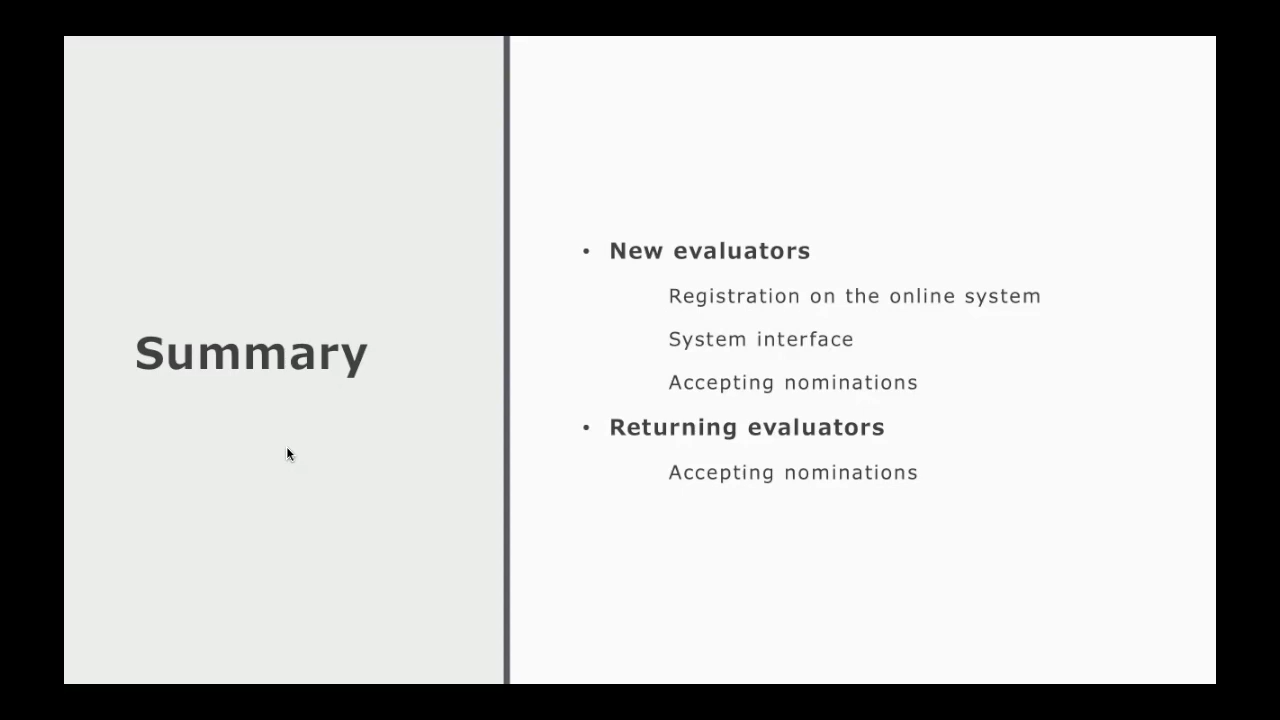 Summary
• New evaluators
Registration on the online system
System interface
Accepting nominations
• Returning evaluators
Accepting nominations